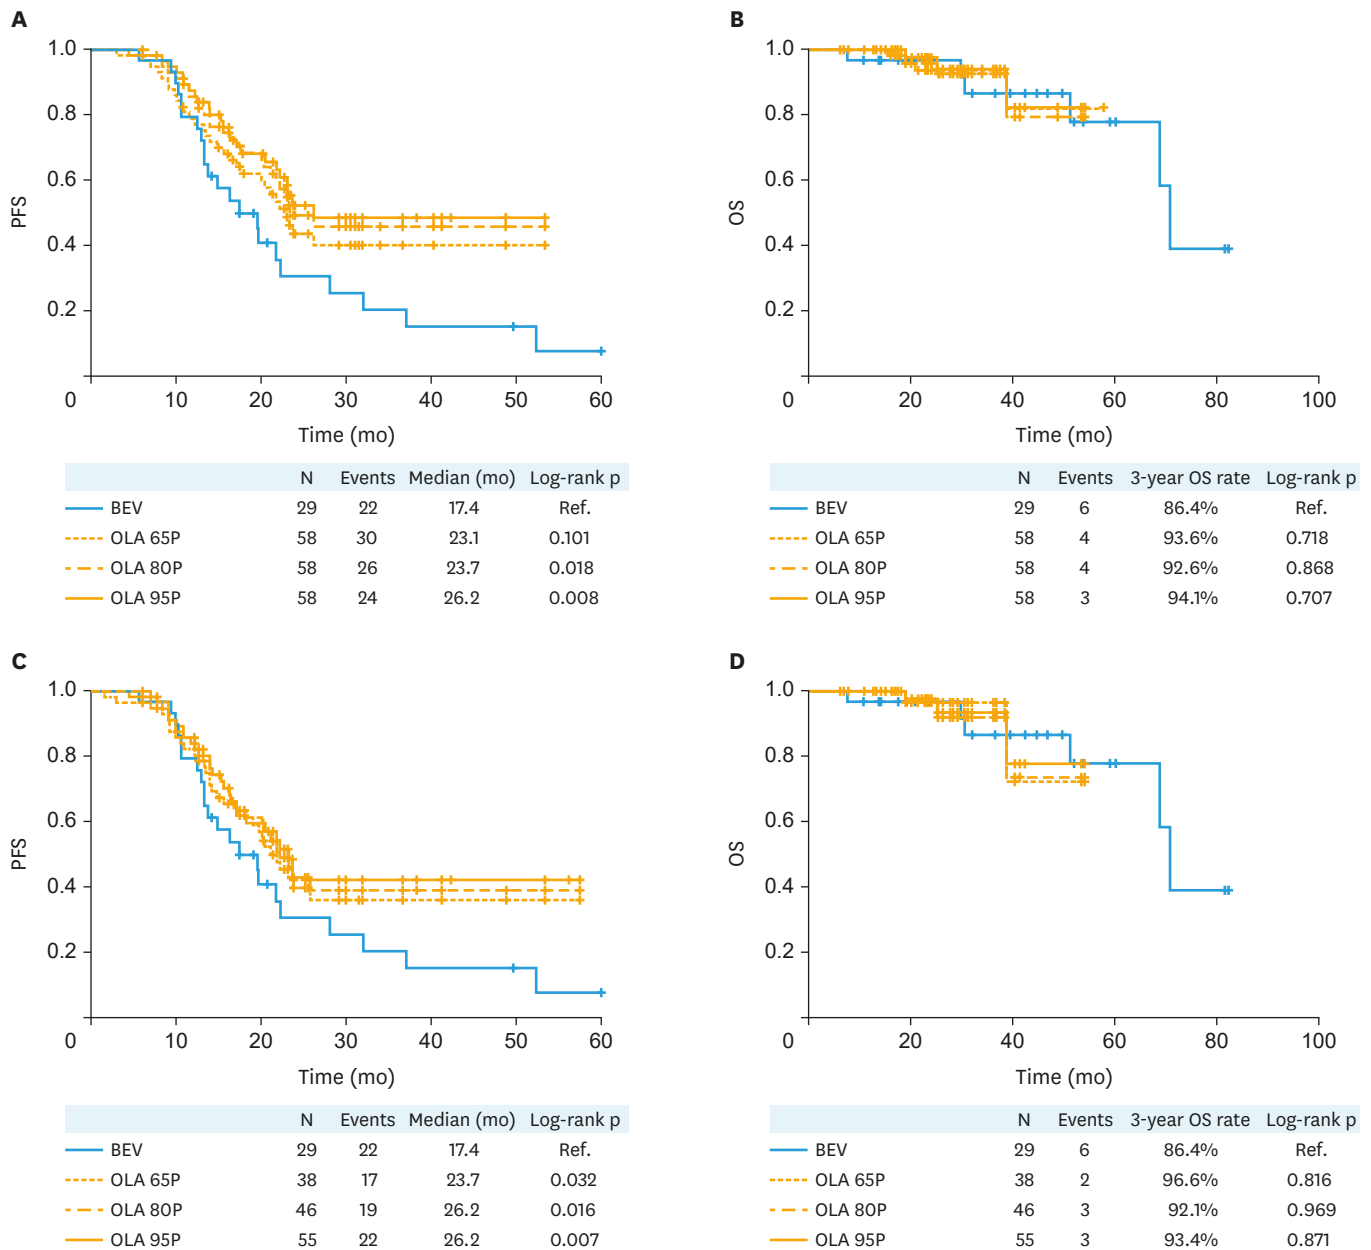 A
1.0
0.8
0.6
0.4
0.2
PFS
0 10 20 30 40 50 60
Time (mo)
N Events Median (mo) Log-rank p
BEV 29 22 17.4 Ref.
OLA 65P 58 30 23.1 0.101
OLA 80P 58 26 23.7 0.018
OLA 95P 58 24 26.2 0.008
B
1.0
0.8
0.6
0.4
0.2
OS
0 20 40 60 80 100
Time (mo)
N Events 3-year OS rate Log-rank p
BEV 29 6 86.4% Ref.
OLA 65P 58 4 93.6% 0.718
OLA 80P 58 4 92.6% 0.868
OLA 95P 58 3 94.1% 0.707
C
1.0
0.8
0.6
0.4
0.2
PFS
0 10 20 30 40 50 60
Time (mo)
N Events Median (mo) Log-rank p
BEV 29 22 17.4 Ref.
OLA 65P 38 17 23.7 0.032
OLA 80P 46 19 26.2 0.016
OLA 95P 55 22 26.2 0.007
D
1.0
0.8
0.6
0.4
0.2
OS
0 20 40 60 80 100
Time (mo)
N Events 3-year OS rate Log-rank p
BEV 29 6 86.4% Ref.
OLA 65P 38 2 96.6% 0.816
OLA 80P 46 3 92.1% 0.969
OLA 95P 55 3 93.4% 0.871